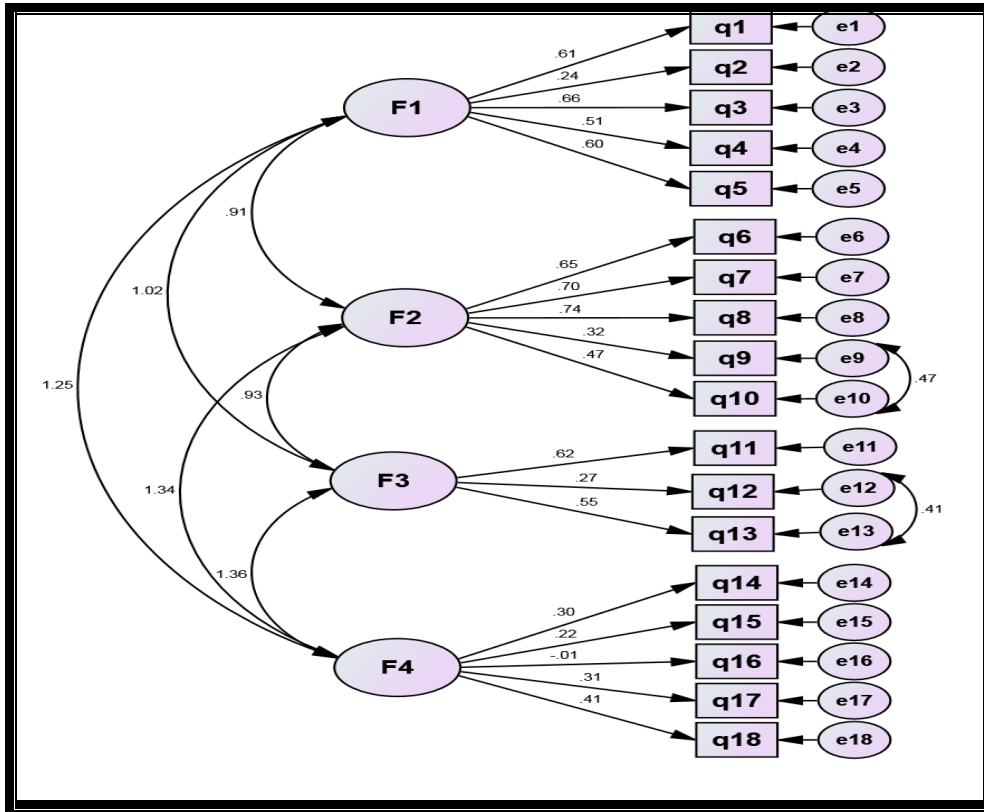 q1 e1
.61
q2 e2
.24
F1
.66
q3 e3
.51
q4 e4
.60
q5 e5
.91
q6 e6
.65
q7 e7
.70
1.02
F2
.74
q8 e8
.32
q9 e9
.47
.47
q10 e10
1.25
.93
q11 e11
.62
F3
.27
q12 e12
1.34
.55
.41
q13 e13
1.36
q14 e14
.30
q15 e15
.22
F4
-.01
q16 e16
.31
q17 e17
.41
q18 e18